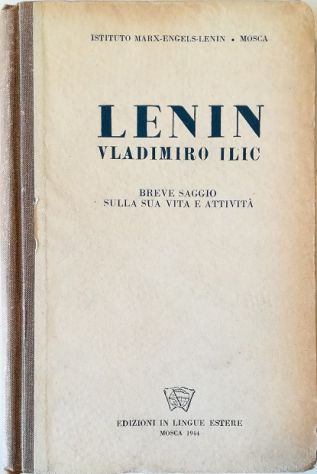 ISTITUTO MARX-ENGELS-LENIN • MOSCA
LENIN
VLADIMIRO ILIC
BREVE SAGGIO
SULLA SUA VITA E ATTIVITÀ
EDIZIONI IN LINGUE ESTERE
MOSCA 1944